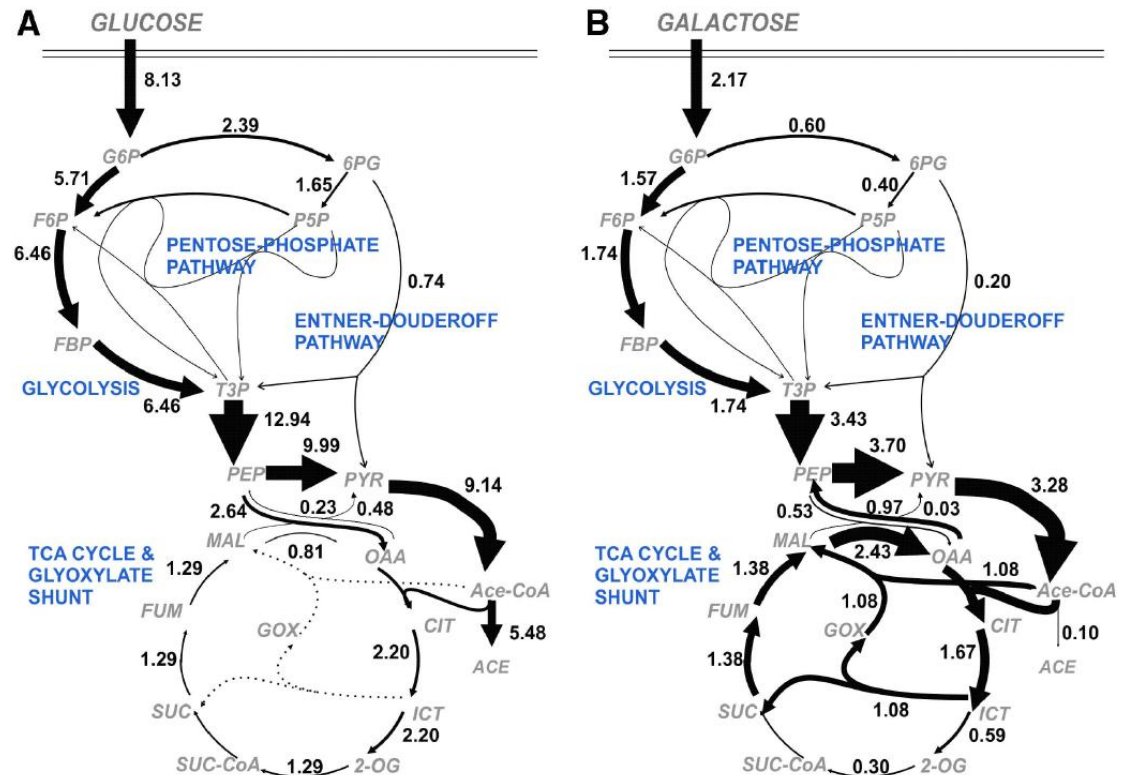 A
GLUCOSE
8.13
2.39
G6P
6PG
5.71
1.65
F6P
P5P
6.46
PENTOSE-PHOSPHATE
PATHWAY
0.74
ENTNER-DOUDEROFF
PATHWAY
FBP
GLYCOLYSIS
T3P
6.46
12.94
9.99
PEP
PYR
9.14
2.64
0.23
0.48
MAL
0.81
OAA
TCA CYCLE &
GLYOXYLATE
SHUNT
1.29
Ace-CoA
FUM
GOX
CIT
5.48
2.20
1.29
ACE
SUC
ICT
2.20
SUC-CoA
1.29
2-OG
B
GALACTOSE
2.17
0.60
G6P
6PG
1.57
0.40
F6P
P5P
1.74
PENTOSE-PHOSPHATE
PATHWAY
0.20
ENTNER-DOUDEROFF
PATHWAY
FBP
GLYCOLYSIS
T3P
1.74
3.43
3.70
PEP
PYR
3.28
0.53
0.97
0.03
MAL
2.43
OAA
TCA CYCLE &
GLYOXYLATE
SHUNT
1.38
1.08
Ace-CoA
FUM
1.08
GOX
CIT
0.10
1.67
1.38
ACE
SUC
1.08
ICT
0.59
SUC-CoA
0.30
2-OG